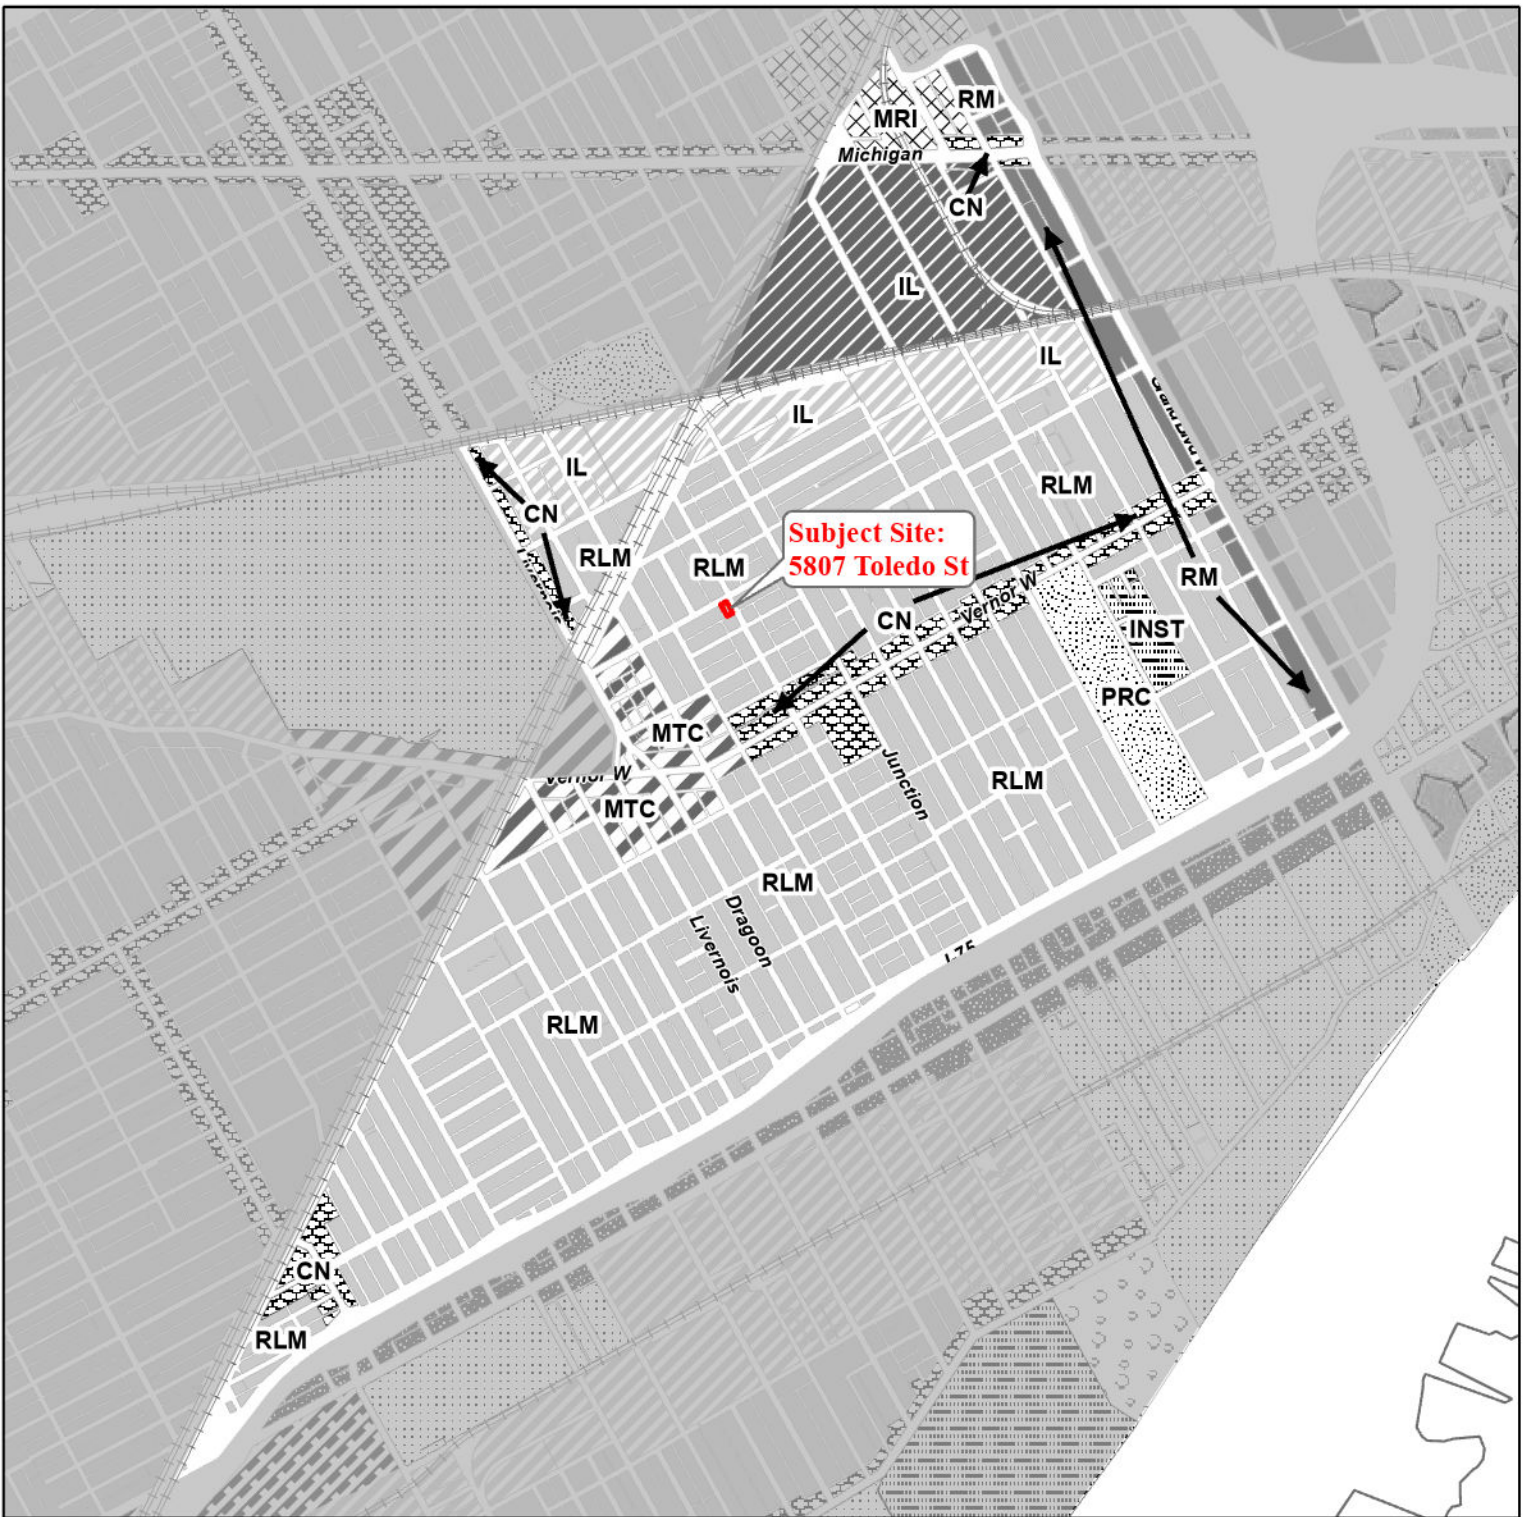 RM
MRI
Michigan
CN
IL
IL
IL
IL
CN
RLM
Subject Site:
5807 Toledo St
RLM
RLM
RM
CN
Vernor W
INST
PRC
MTC
Vernor W
MTC
Junction
RLM
RLM
Dragoon
Livernois
I-75
RLM
CN
RLM